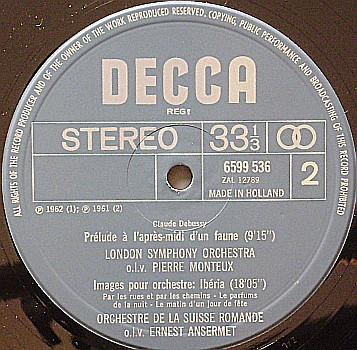 ALL RIGHTS OF THE RECORD PRODUCER AND OF THE OWNER OF THE WORK REPRODUCED RESERVED. COPYING, PUBLIC PERFORMANCE AND BROADCASTING OF THIS RECORD PROHIBITED
DECCA
REGT
STEREO 33 1/3
6599 536
ZAL 12789
MADE IN HOLLAND
2
℗ 1962 (1); ℗ 1961 (2)
Claude Debussy
Prélude à l'après-midi d'un faune (9'15'')
LONDON SYMPHONY ORCHESTRA
o.l.v. PIERRE MONTEUX
Images pour orchestre: Ibéria (18'05'')
Par les rues et par les chemins - Le parfums
de la nuit - Le matin d'un jour de fête
ORCHESTRE DE LA SUISSE ROMANDE
o.l.v. ERNEST ANSERMET